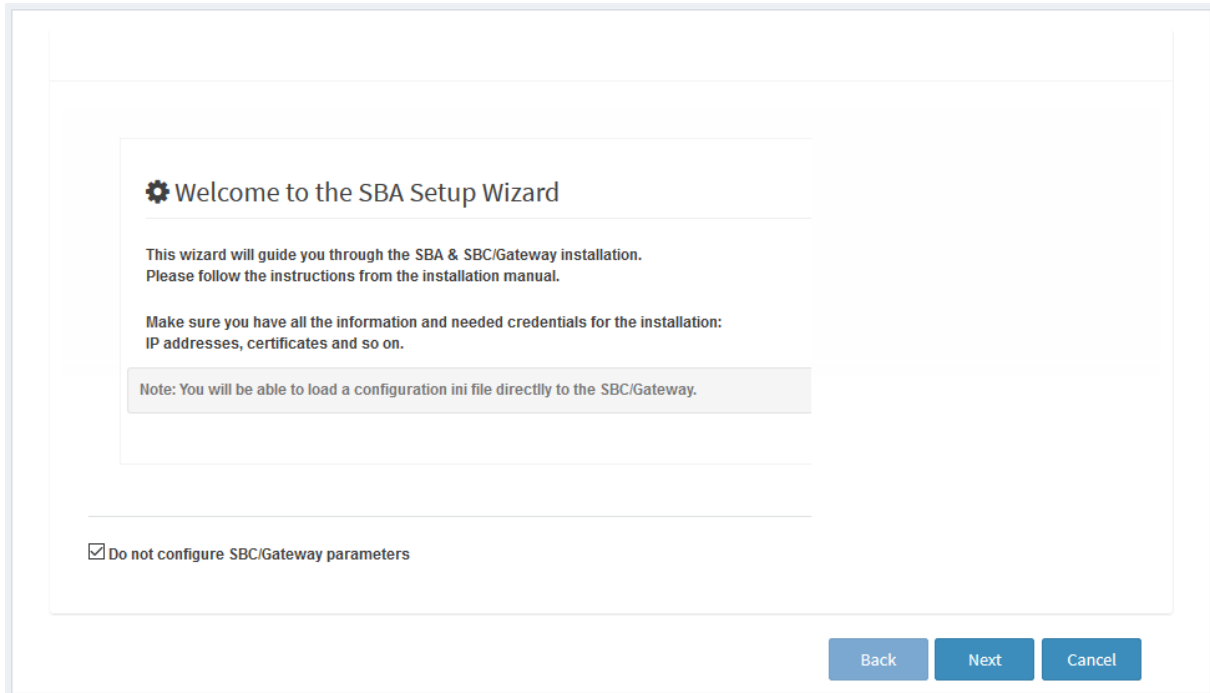 Welcome to the SBA Setup Wizard
This wizard will guide you through the SBA & SBC/Gateway installation.
Please follow the instructions from the installation manual.
Make sure you have all the information and needed credentials for the installation:
IP addresses, certificates and so on.
Note: You will be able to load a configuration ini file directlly to the SBC/Gateway.
Do not configure SBC/Gateway parameters
Back Next Cancel